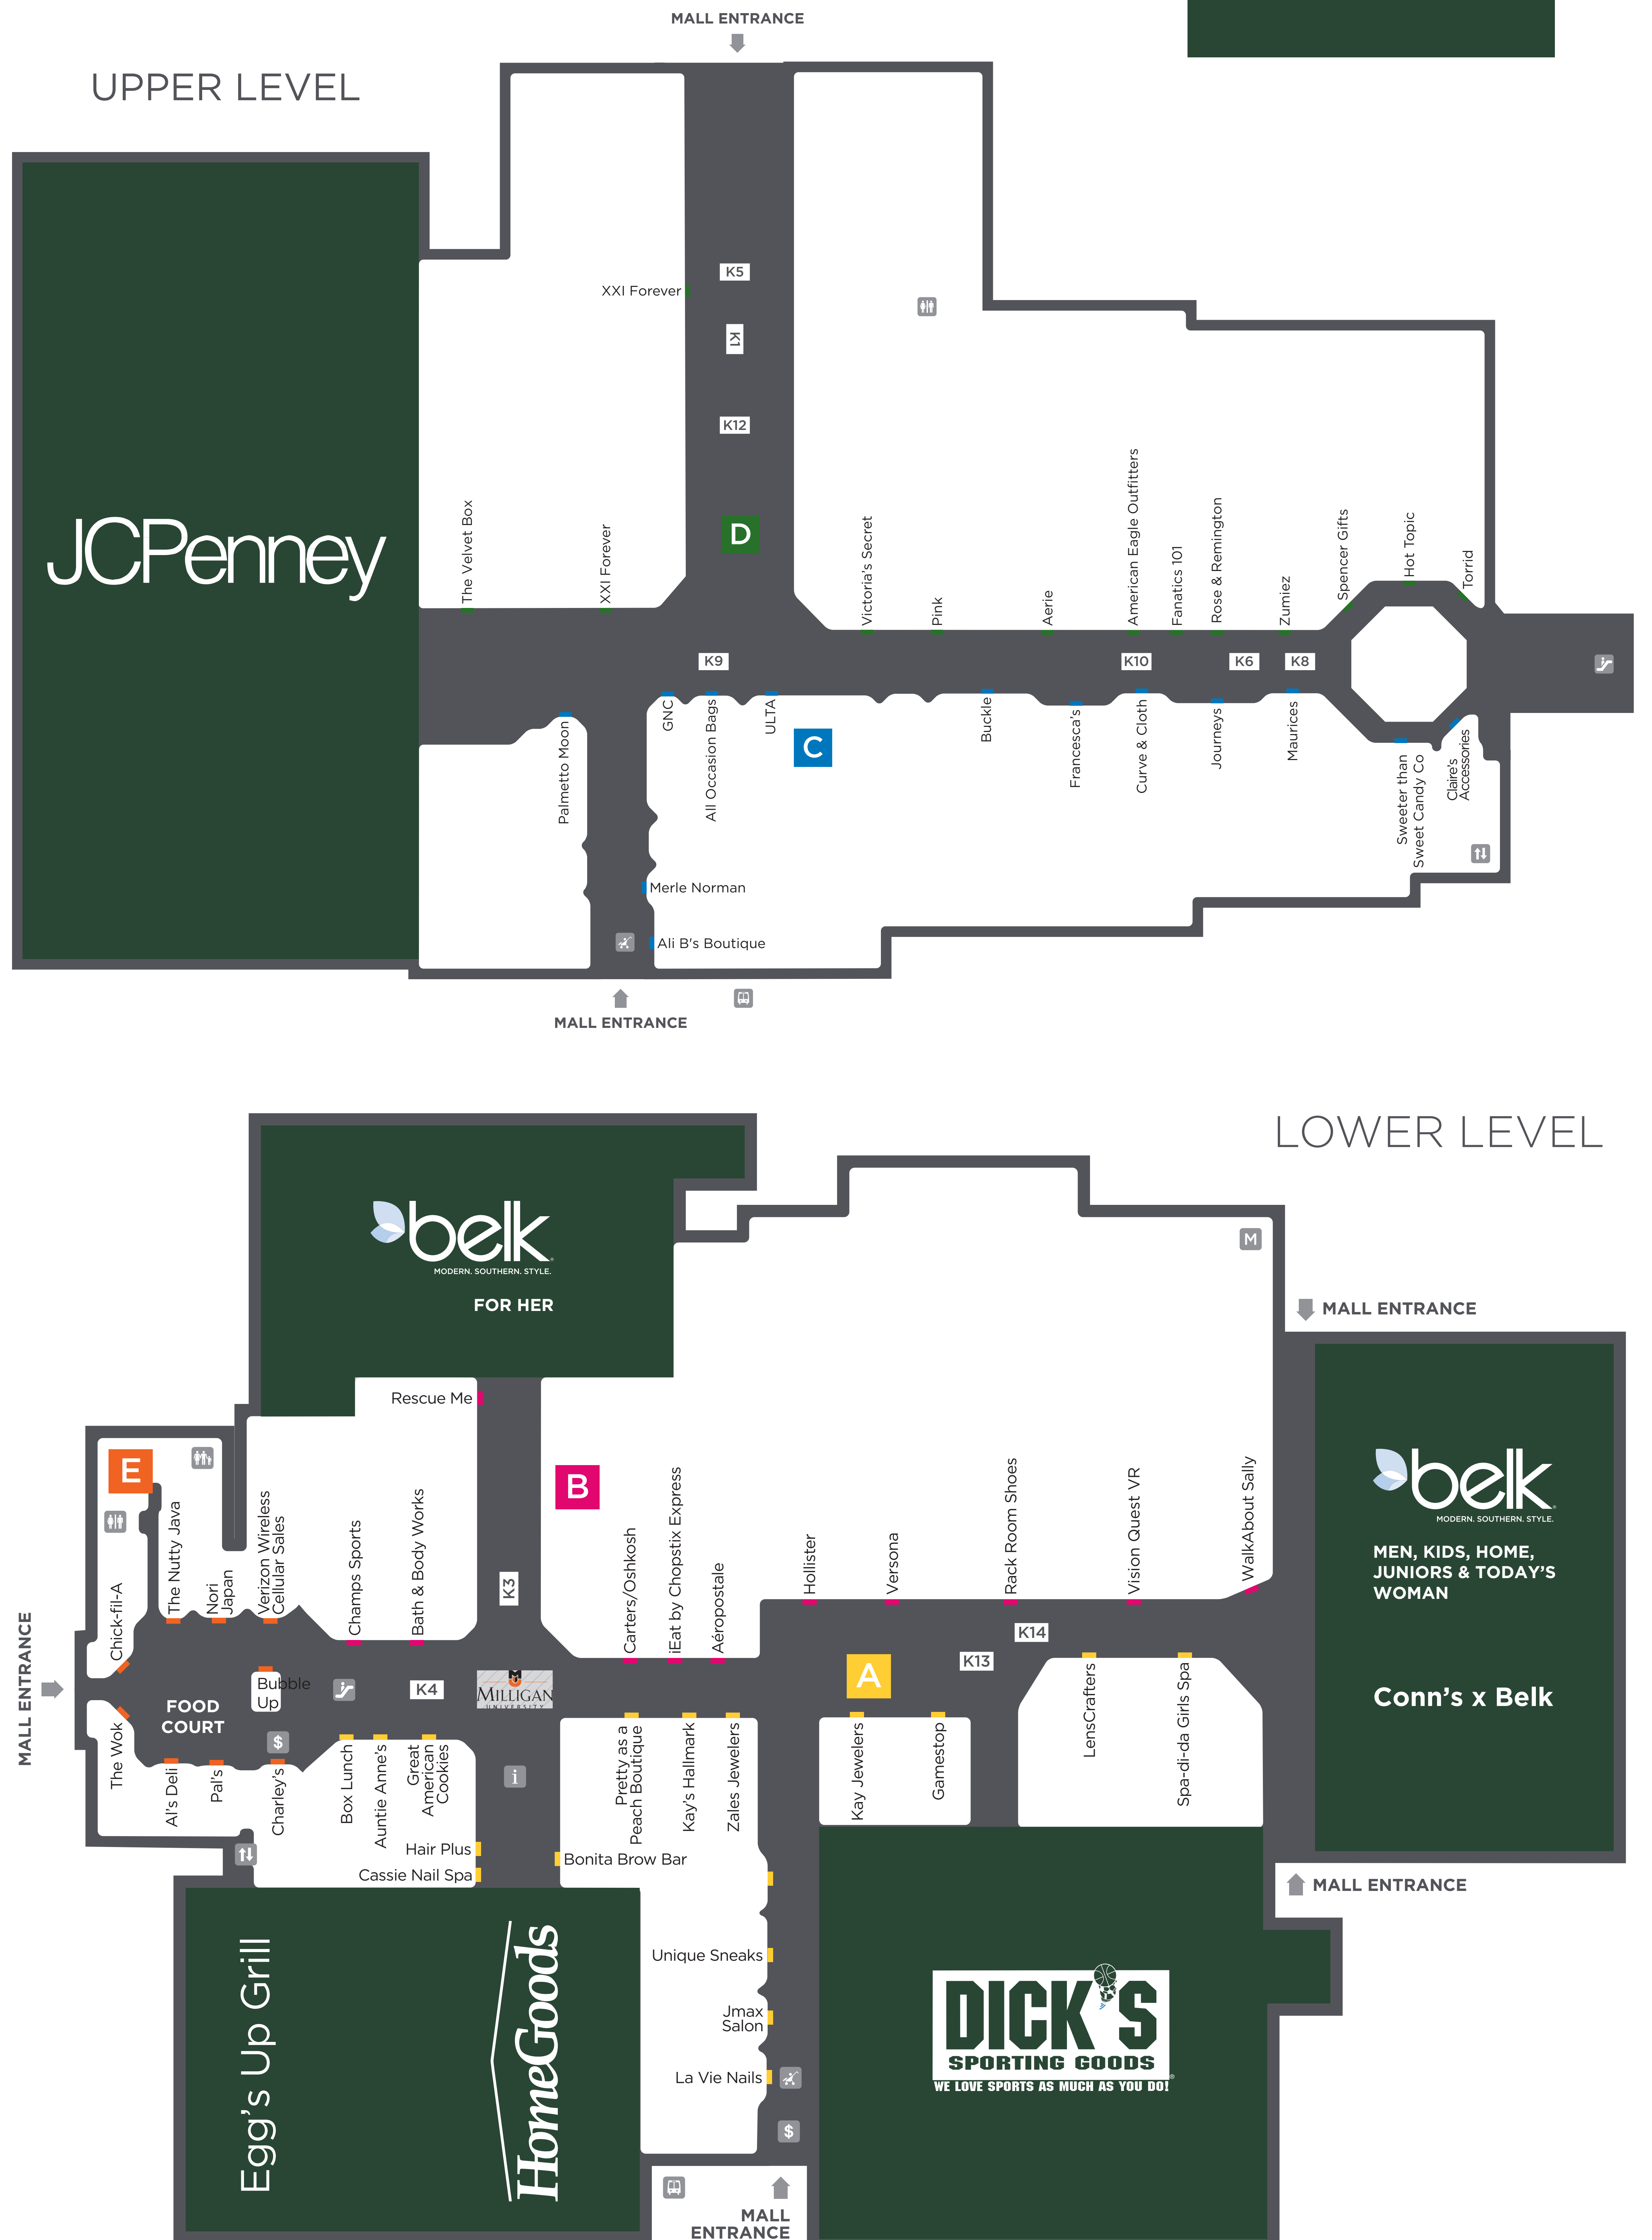 MALL ENTRANCE
UPPER LEVEL
K5
XXI Forever
K1
K12
JCPenney
The Velvet Box
XXI Forever
D
Victoria's Secret
Pink
Aerie
American Eagle Outfitters
Fanatics 101
Rose & Remington
Zumiez
Spencer Gifts
Hot Topic
Torrid
K9
K10
K6
K8
Palmetto Moon
GNC
All Occasion Bags
ULTA
C
Buckle
Francesca's
Curve & Cloth
Journeys
Maurices
Sweeter than
Sweet Candy Co
Claire's
Accessories
Merle Norman
Ali B's Boutique
MALL ENTRANCE
LOWER LEVEL
belk
MODERN. SOUTHERN. STYLE.
FOR HER
M
MALL ENTRANCE
Rescue Me
E
B
The Nutty Java
Nori
Japan
Verizon Wireless
Cellular Sales
Champs Sports
Bath & Body Works
K3
Carters/Oshkosh
iEat by Chopstix Express
Aéropostale
Hollister
Versona
Rack Room Shoes
Vision Quest VR
WalkAbout Sally
belk
MODERN. SOUTHERN. STYLE.
MEN, KIDS, HOME,
JUNIORS & TODAY'S
WOMAN
Conn's x Belk
Chick-fil-A
MALL ENTRANCE
K14
K13
A
FOOD
COURT
Bubble
Up
K4
M
MILLIGAN
UNIVERSITY
$
i
The Wok
Al's Deli
Pal's
Charley's
Box Lunch
Auntie Anne's
Great
American
Cookies
Pretty as a
Peach Boutique
Kay's Hallmark
Zales Jewelers
Kay Jewelers
Gamestop
LensCrafters
Spa-di-da Girls Spa
Hair Plus
Cassie Nail Spa
Bonita Brow Bar
MALL ENTRANCE
Egg's Up Grill
HomeGoods
Unique Sneaks
Jmax
Salon
La Vie Nails
$
DICK'S
SPORTING GOODS
WE LOVE SPORTS AS MUCH AS YOU DO!
MALL
ENTRANCE